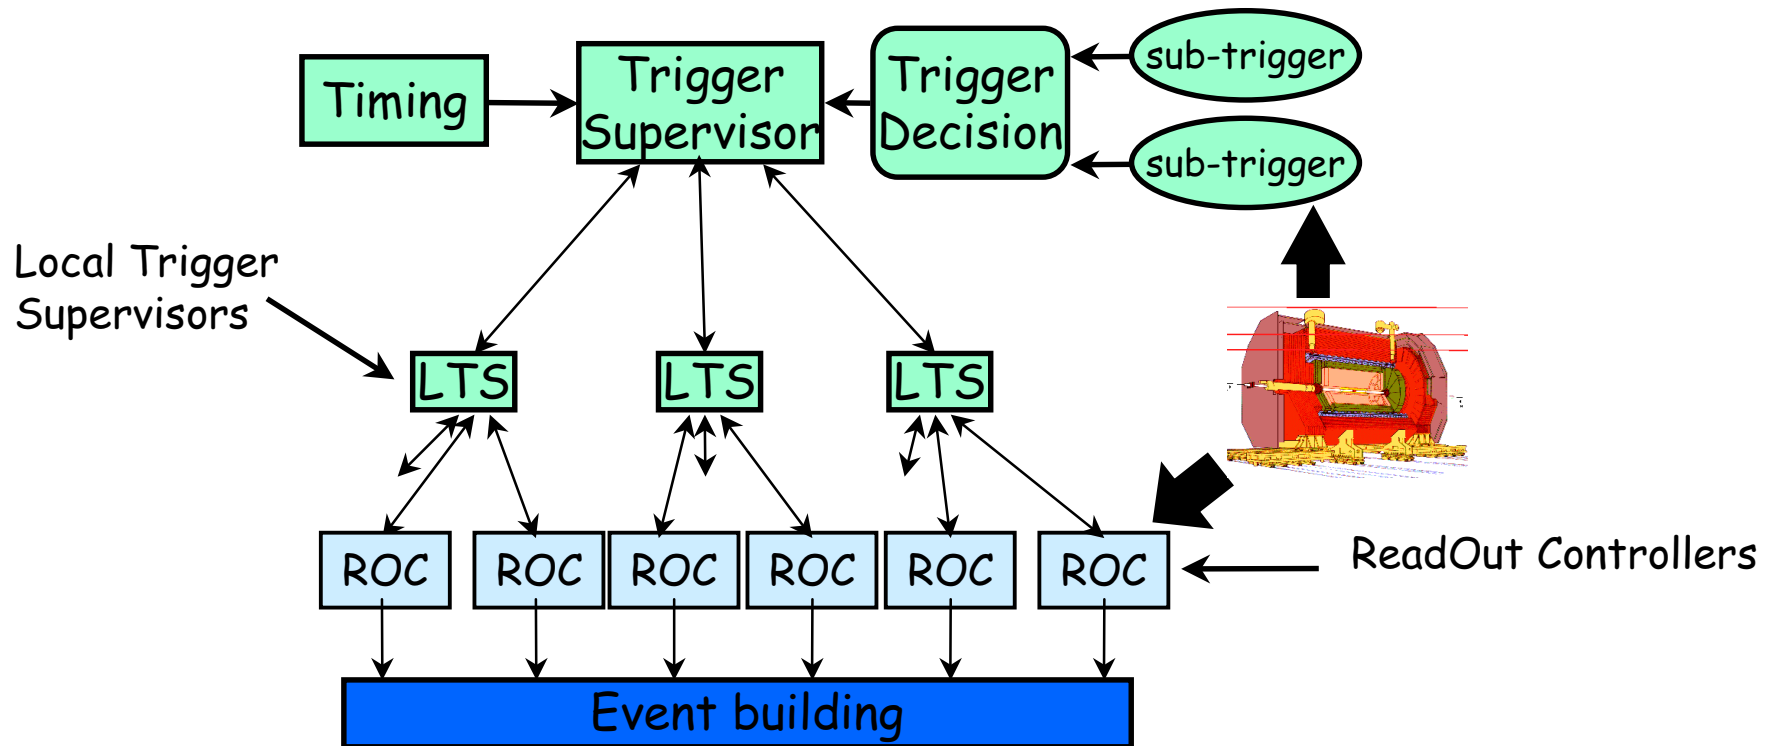 Timing
Trigger
Supervisor
Trigger
Decision
sub-trigger
sub-trigger
Local Trigger
Supervisors
LTS
LTS
LTS
ROC
ROC
ROC
ROC
ROC
ROC
ReadOut Controllers
Event building